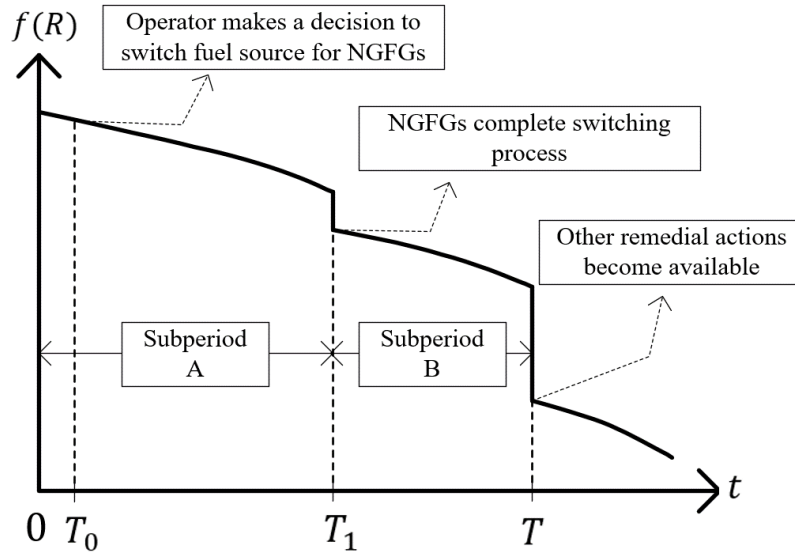 f(R)
Operator makes a decision to
switch fuel source for NGFGs
NGFGs complete switching
process
Other remedial actions
become available
Subperiod
A
Subperiod
B
0
T₀
T₁
T
t